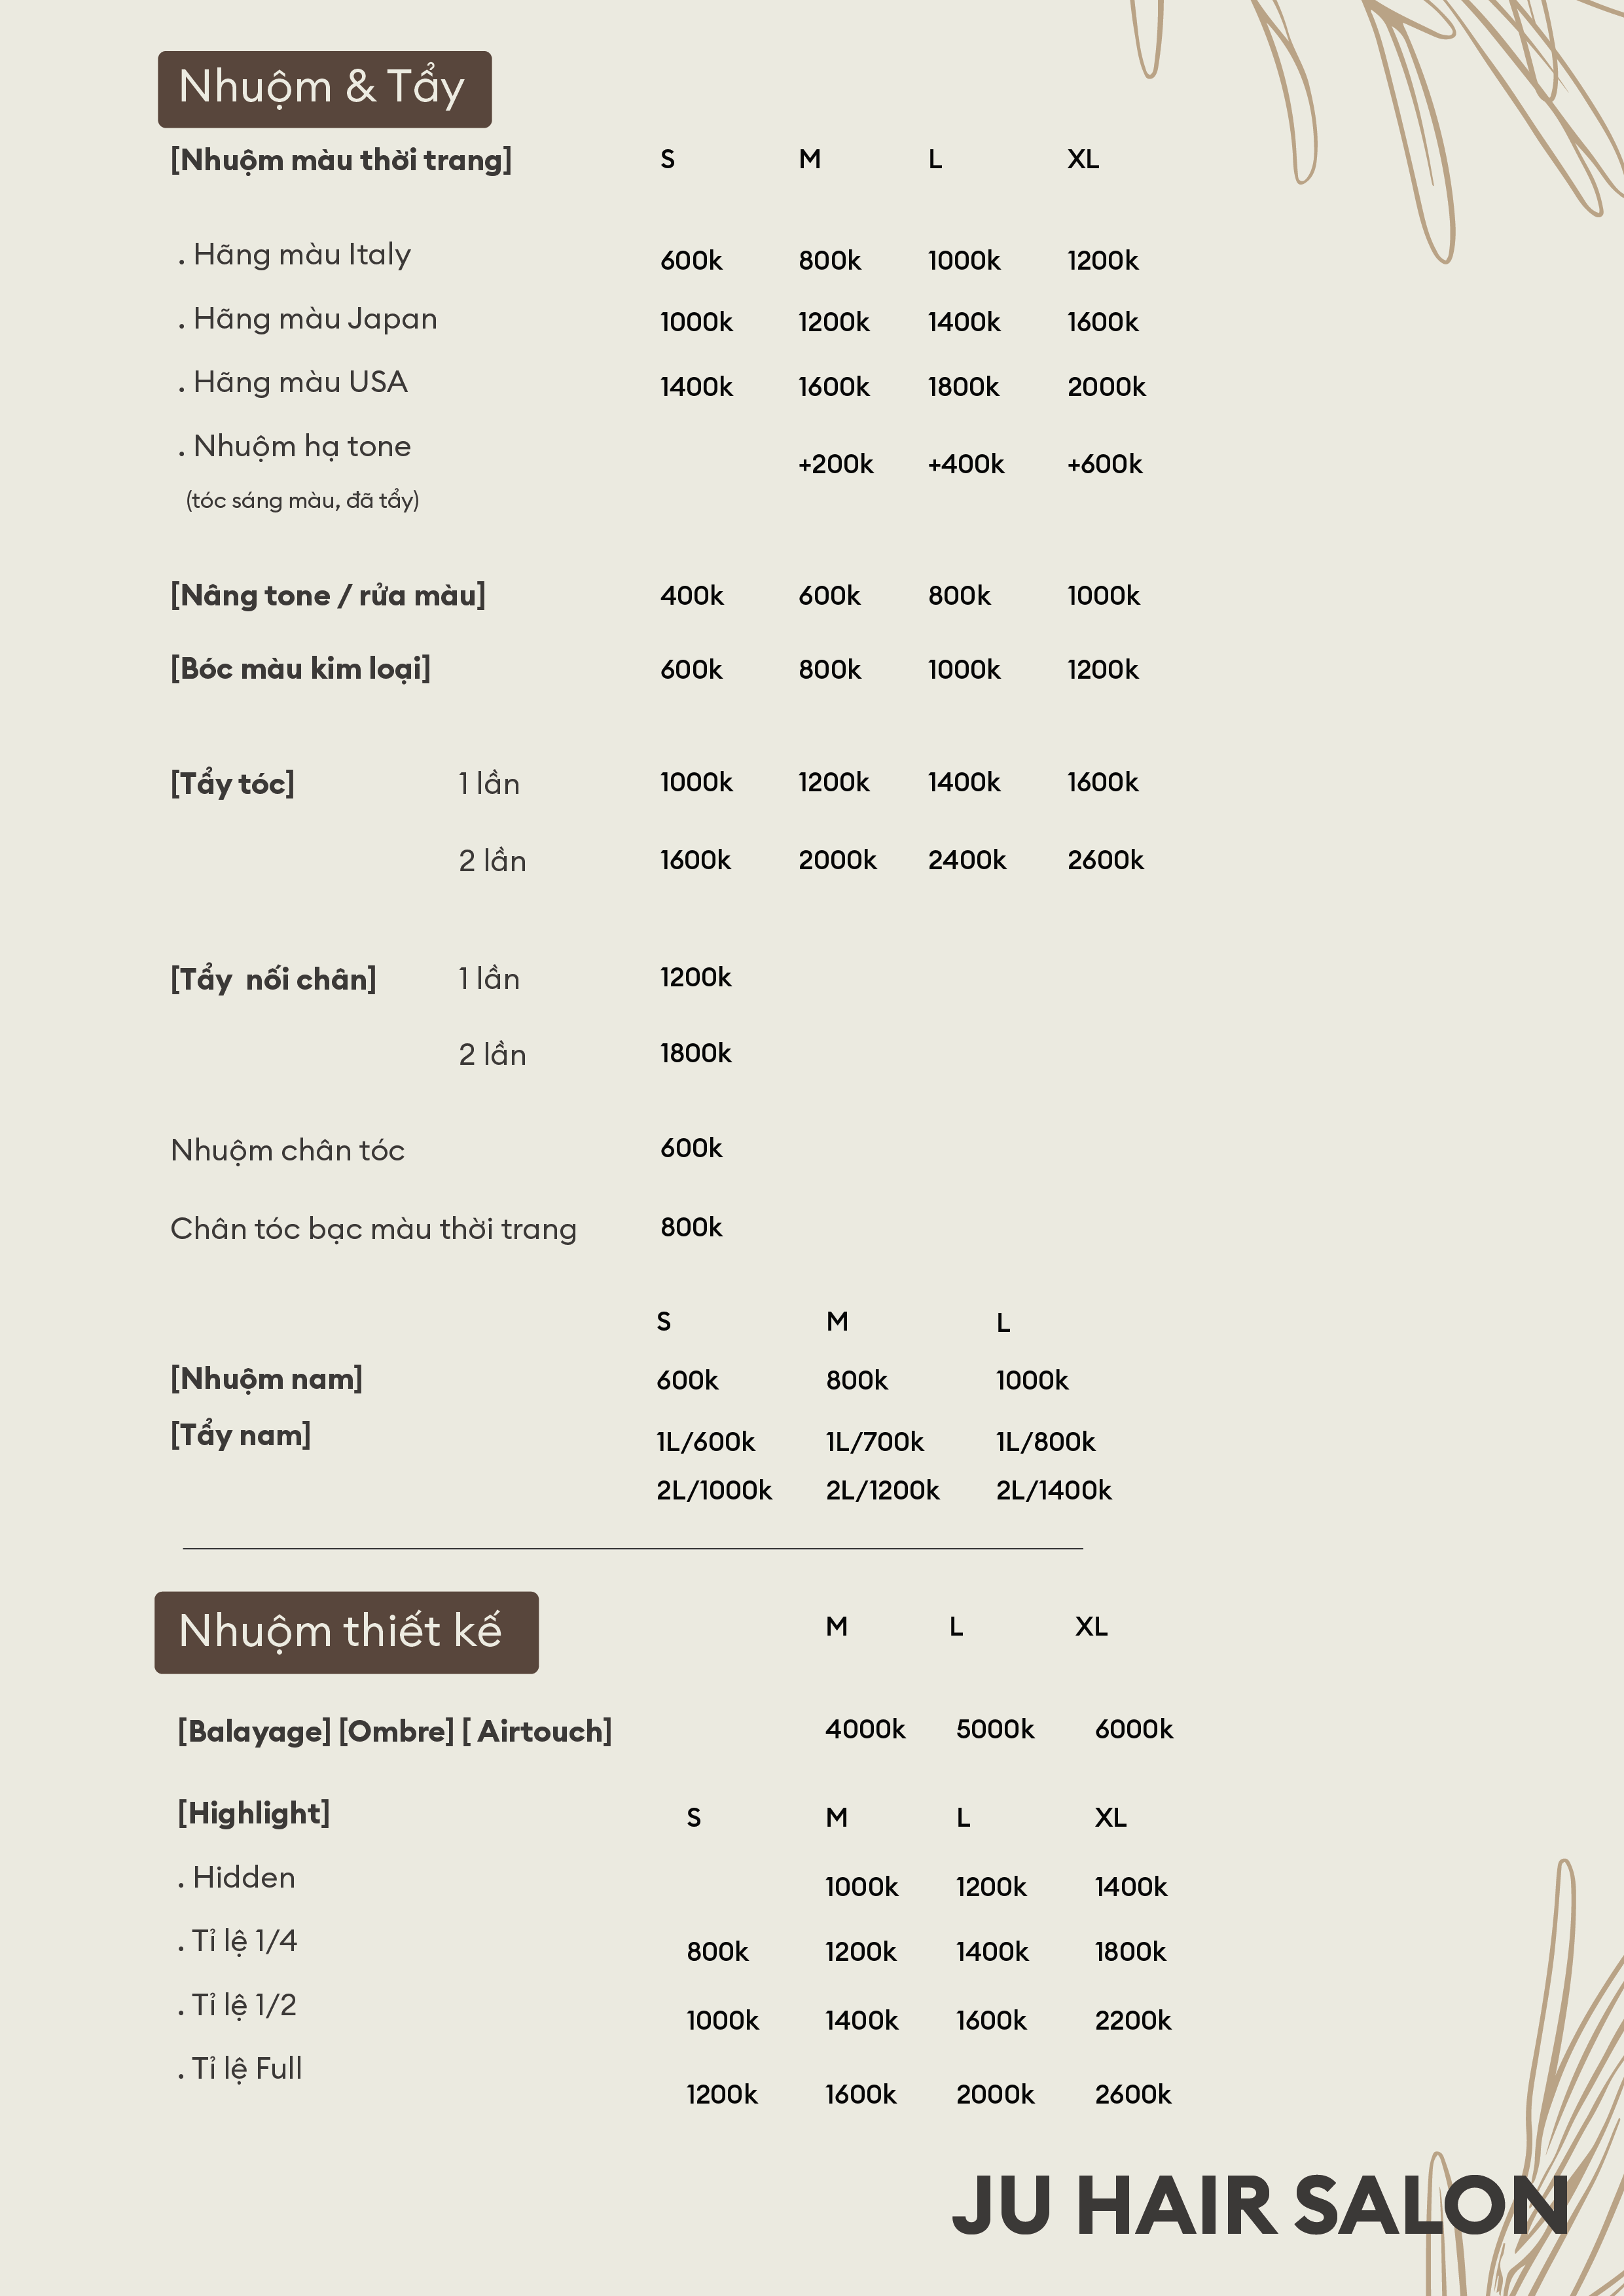 Nhuộm & Tẩy
[Nhuộm màu thời trang] S M L XL
. Hãng màu Italy 600k 800k 1000k 1200k
. Hãng màu Japan 1000k 1200k 1400k 1600k
. Hãng màu USA 1400k 1600k 1800k 2000k
. Nhuộm hạ tone +200k +400k +600k
(tóc sáng màu, đã tẩy)
[Nâng tone / rửa màu] 400k 600k 800k 1000k
[Bóc màu kim loại] 600k 800k 1000k 1200k
[Tẩy tóc] 1 lần 1000k 1200k 1400k 1600k
2 lần 1600k 2000k 2400k 2600k
[Tẩy nối chân] 1 lần 1200k
2 lần 1800k
Nhuộm chân tóc 600k
Chân tóc bạc màu thời trang 800k
S M L
[Nhuộm nam] 600k 800k 1000k
[Tẩy nam] 1L/600k 1L/700k 1L/800k
2L/1000k 2L/1200k 2L/1400k
Nhuộm thiết kế M L XL
[Balayage] [Ombre] [ Airtouch] 4000k 5000k 6000k
[Highlight] S M L XL
. Hidden 1000k 1200k 1400k
. Tỉ lệ 1/4 800k 1200k 1400k 1800k
. Tỉ lệ 1/2 1000k 1400k 1600k 2200k
. Tỉ lệ Full 1200k 1600k 2000k 2600k
JU HAIR SALON